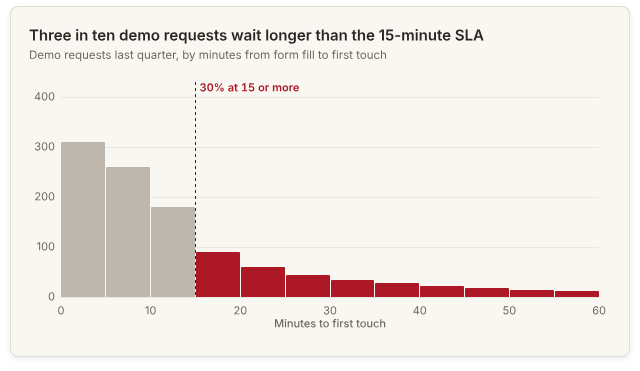 Three in ten demo requests wait longer than the 15-minute SLA
Demo requests last quarter, by minutes from form fill to first touch
30% at 15 or more
400
300
200
100
0
0 10 20 30 40 50 60
Minutes to first touch